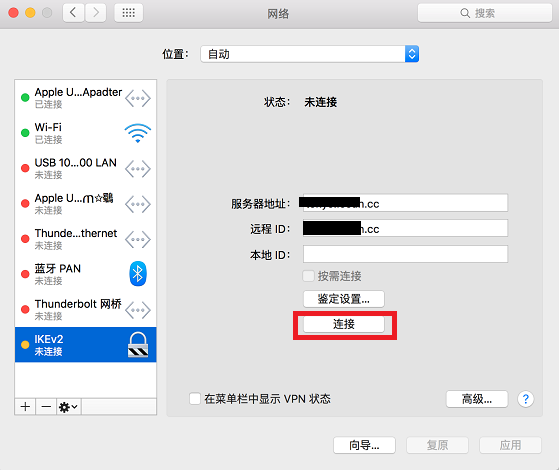 网络
搜索
位置： 自动
Apple U...Apadter
已连接
Wi-Fi
已连接
USB 10...00 LAN
未连接
未连接
Thunde...thernet
未连接
蓝牙 PAN
未连接
Thunderbolt 网桥
未连接
IKEv2
未连接
状态： 未连接
服务器地址： .cc
远程 ID： .cc
本地 ID：
按需连接
鉴定设置...
连接
在菜单栏中显示 VPN 状态
高级... ?
向导... 复原 应用